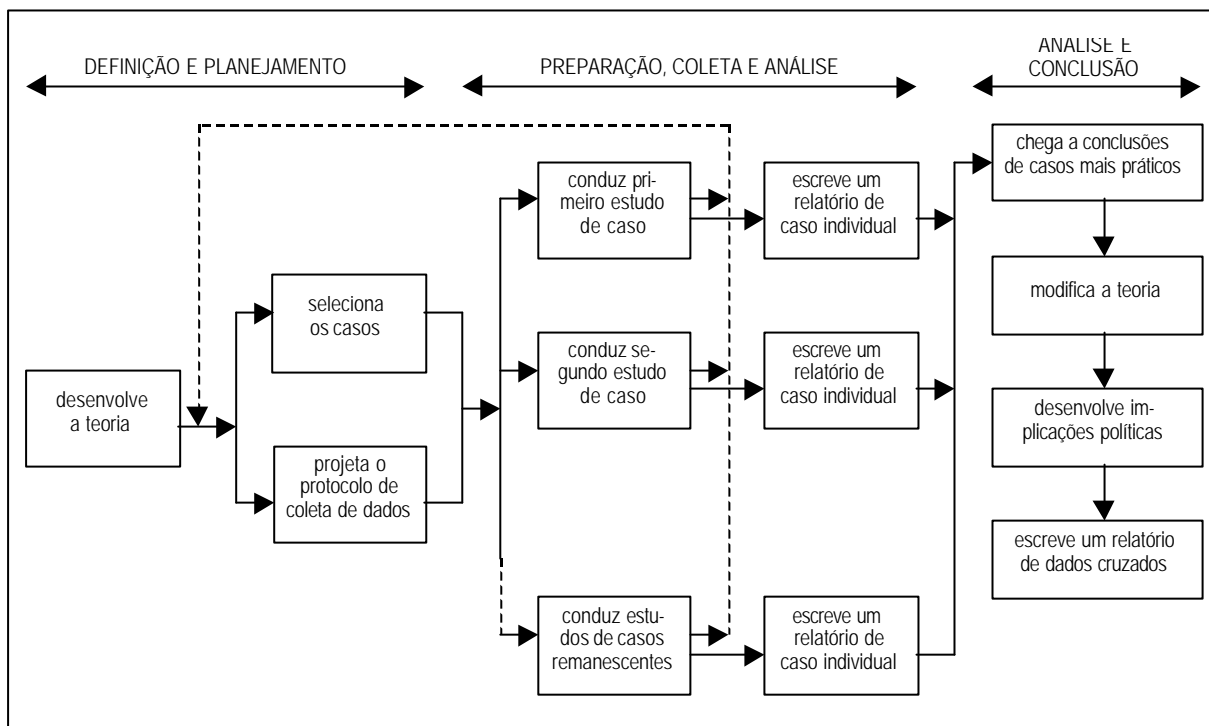 DEFINIÇÃO E PLANEJAMENTO
PREPARAÇÃO, COLETA E ANÁLISE
ANÁLISE E
CONCLUSÃO
desenvolve
a teoria
seleciona
os casos
projeta o
protocolo de
coleta de dados
conduz pri-
meiro estudo
de caso
escreve um
relatório de
caso individual
conduz se-
gundo estudo
de caso
escreve um
relatório de
caso individual
conduz estu-
dos de casos
remanescentes
escreve um
relatório de
caso individual
chega a conclusões
de casos mais práticos
modifica a teoria
desenvolve im-
plicações políticas
escreve um relatório
de dados cruzados